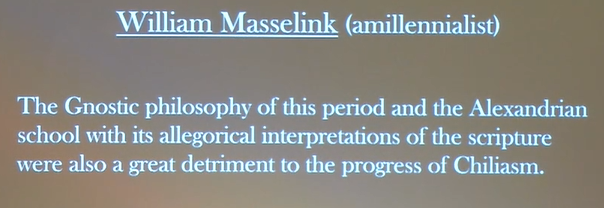 William Masselink (amillennialist)
The Gnostic philosophy of this period and the Alexandrian
school with its allegorical interpretations of the scripture
were also a great detriment to the progress of Chiliasm.